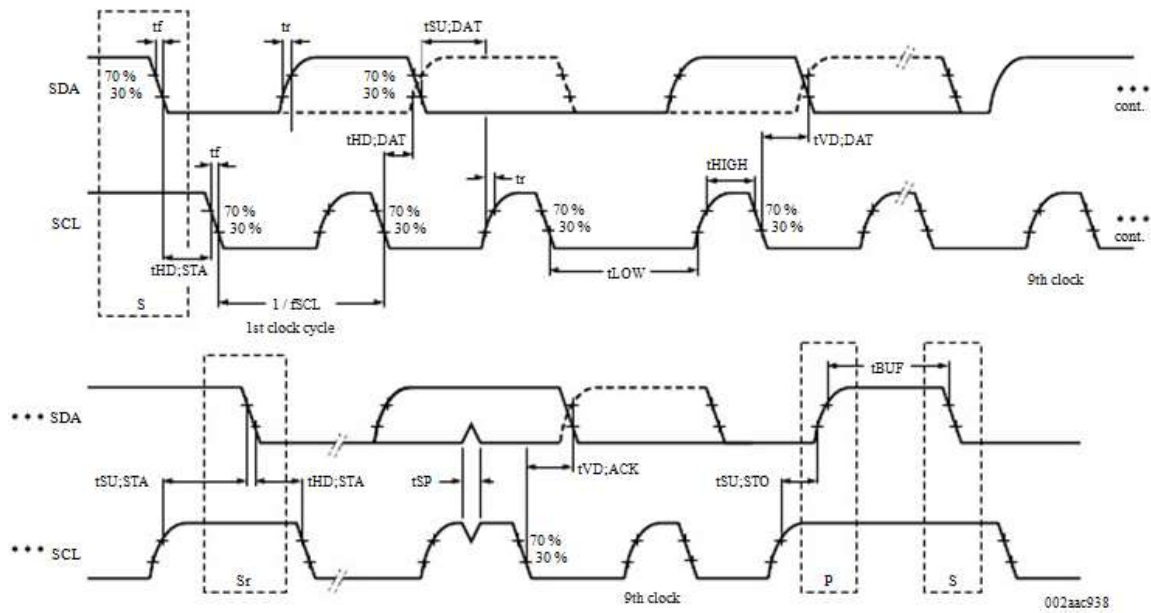 tf
tr
tSU;DAT
SDA
70 %
30 %
70 %
30 %
cont.
tHD;DAT
tVD;DAT
tf
tr
tHIGH
SCL
70 %
30 %
70 %
30 %
70 %
30 %
70 %
30 %
cont.
tHD;STA
tLOW
9th clock
S
1 / fSCL
1st clock cycle
tBUF
SDA
tSU;STA
tHD;STA
tSP
tVD;ACK
tSU;STO
SCL
70 %
30 %
Sr
P
S
9th clock
002aac938